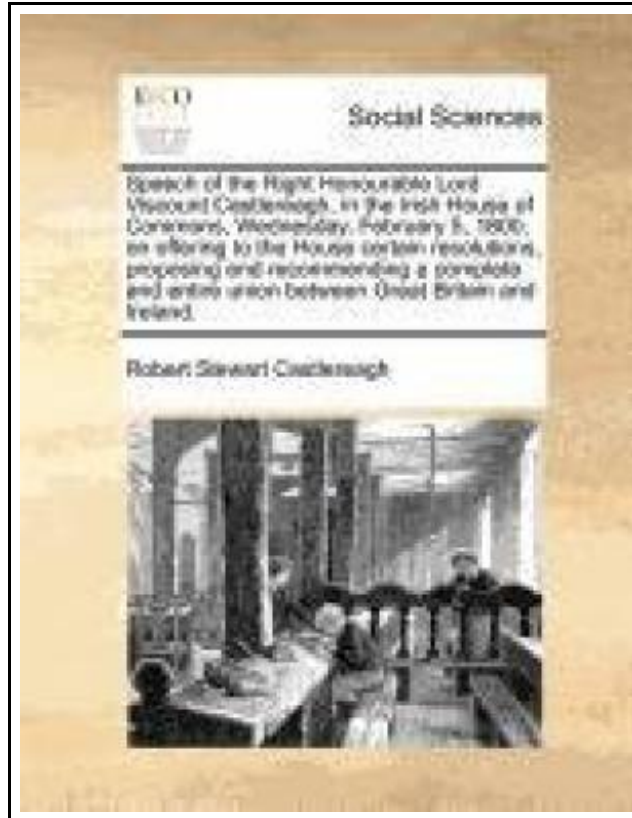 ECCO
Social Sciences
Speech of the Right Honourable Lord
Viscount Castlereagh, in the Irish House of
Commons, Wednesday, February 5, 1800,
on offering to the House certain resolutions,
proposing and recommending a complete
and entire union between Great Britain and
Ireland.
Robert Stewart Castlereagh